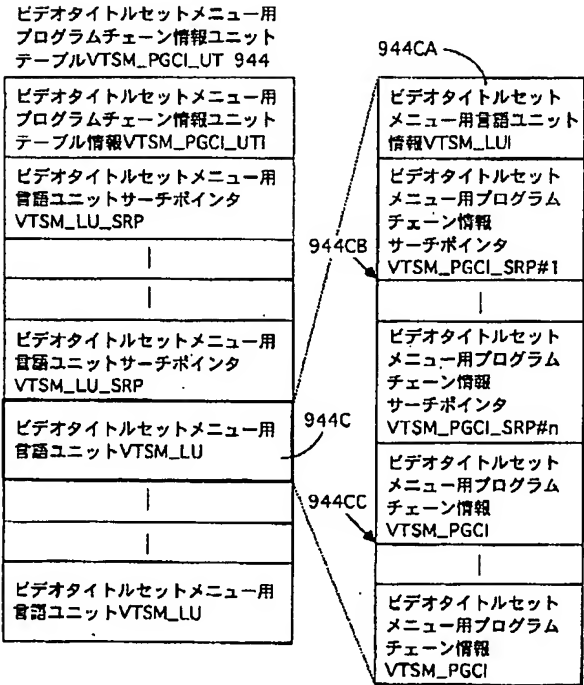 ビデオタイトルセットメニュー用
プログラムチェーン情報ユニット
テーブルVTSM_PGCI_UT 944
ビデオタイトルセットメニュー用
プログラムチェーン情報ユニット
テーブル情報VTSM_PGCI_UTI
ビデオタイトルセットメニュー用
言語ユニットサーチポインタ
VTSM_LU_SRP
ビデオタイトルセットメニュー用
言語ユニットサーチポインタ
VTSM_LU_SRP
ビデオタイトルセットメニュー用
言語ユニットVTSM_LU
ビデオタイトルセットメニュー用
言語ユニットVTSM_LU
944C
944CA
ビデオタイトルセット
メニュー用言語ユニット
情報VTSM_LUI
ビデオタイトルセット
メニュー用プログラム
チェーン情報
サーチポインタ
VTSM_PGCI_SRP#1
944CB
ビデオタイトルセット
メニュー用プログラム
チェーン情報
サーチポインタ
VTSM_PGCI_SRP#n
ビデオタイトルセット
メニュー用プログラム
チェーン情報
VTSM_PGCI
944CC
ビデオタイトルセット
メニュー用プログラム
チェーン情報
VTSM_PGCI